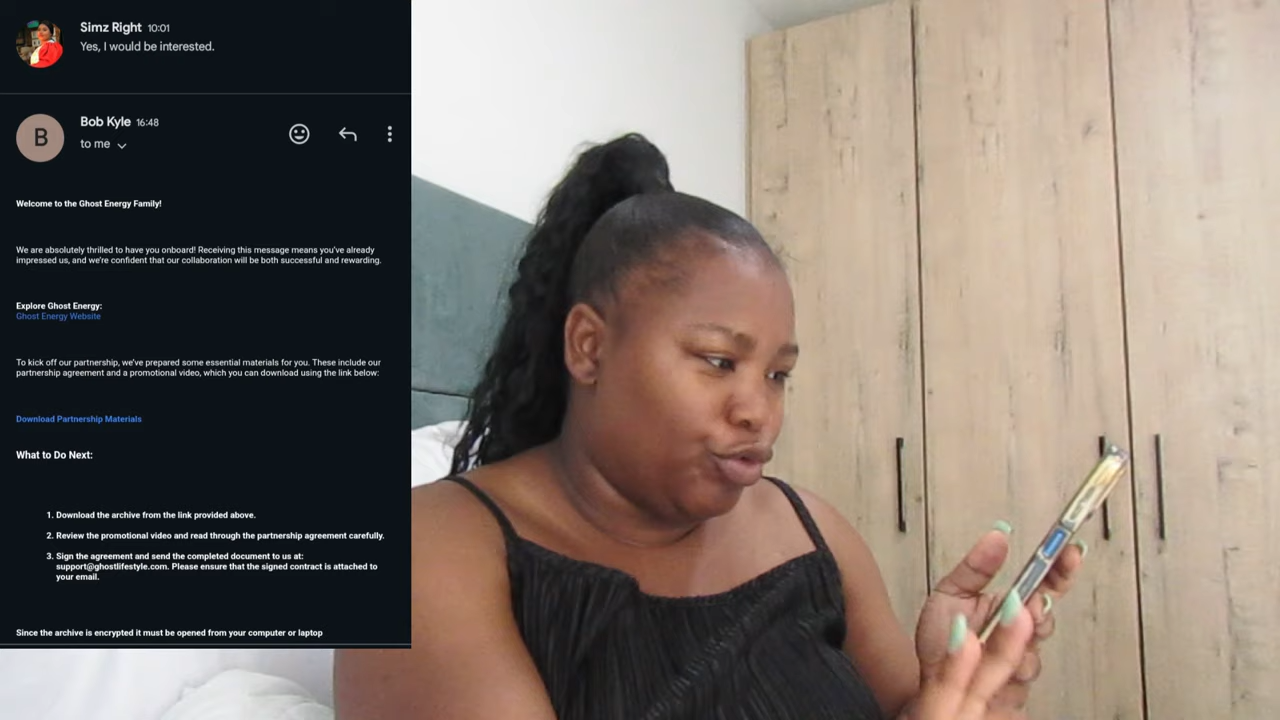 Simz Right 10:01
Yes, I would be interested.
B
Bob Kyle 16:48
to me
Welcome to the Ghost Energy Family!
We are absolutely thrilled to have you onboard! Receiving this message means you've already
impressed us, and we're confident that our collaboration will be both successful and rewarding.
Explore Ghost Energy:
Ghost Energy Website
To kick off our partnership, we've prepared some essential materials for you. These include our
partnership agreement and a promotional video, which you can download using the link below:
Download Partnership Materials
What to Do Next:
1. Download the archive from the link provided above.
2. Review the promotional video and read through the partnership agreement carefully.
3. Sign the agreement and send the completed document to us at:
support@ghostlifestyle.com. Please ensure that the signed contract is attached to
your email.
Since the archive is encrypted it must be opened from your computer or laptop